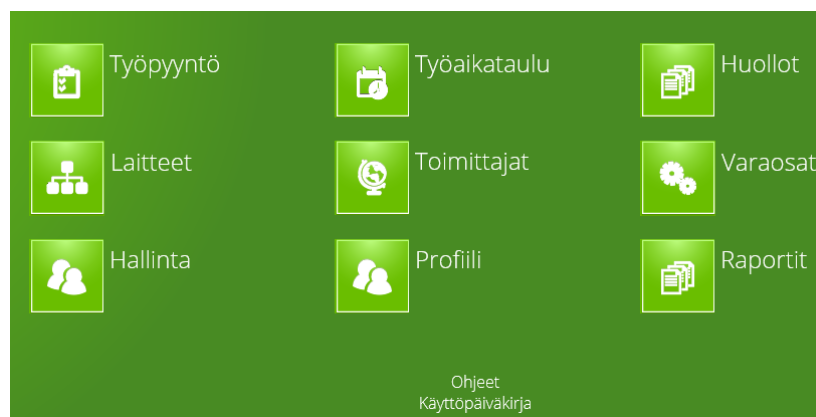 Työpyyntö
Työaikataulu
Huollot
Laitteet
Toimittajat
Varaosat
Hallinta
Profiili
Raportit
Ohjeet
Käyttöpäiväkirja